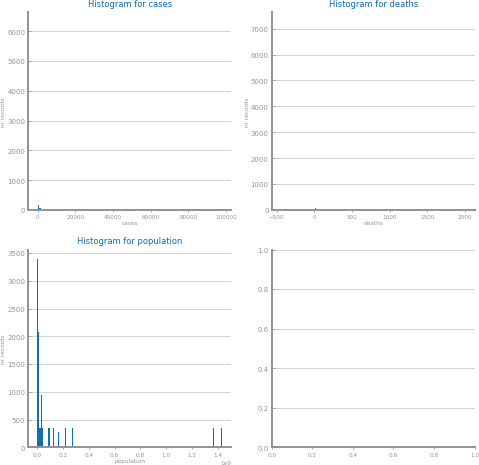 Histogram for cases
nr records
6000
5000
4000
3000
2000
1000
0
0 20000 40000 60000 80000 100000
cases
Histogram for deaths
nr records
7000
6000
5000
4000
3000
2000
1000
0
−500 0 500 1000 1500 2000
deaths
Histogram for population
nr records
3500
3000
2500
2000
1500
1000
500
0
0.0 0.2 0.4 0.6 0.8 1.0 1.2 1.4
population
1e9
1.0
0.8
0.6
0.4
0.2
0.0
0.0 0.2 0.4 0.6 0.8 1.0